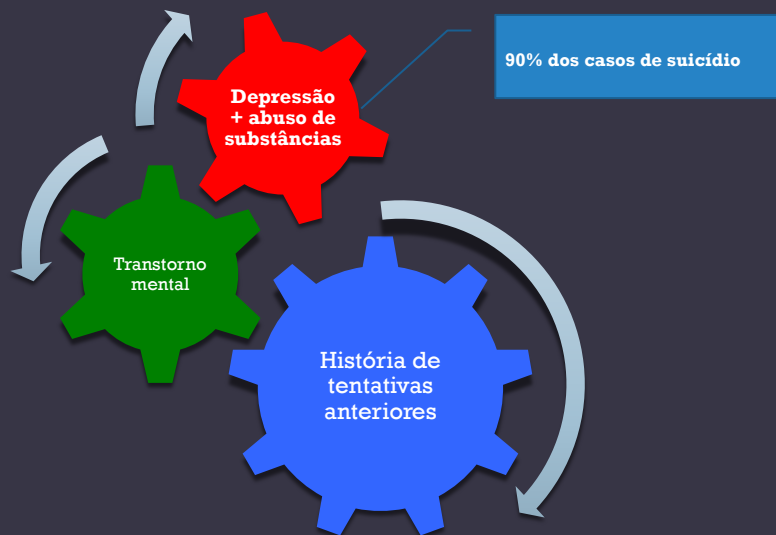 90% dos casos de suicídio
Depressão
+ abuso de
substâncias
Transtorno
mental
História de
tentativas
anteriores